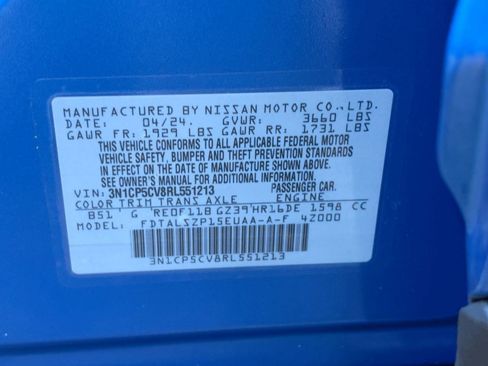 MANUFACTURED BY NISSAN MOTOR CO.,LTD.
DATE: 04/24. GVWR: 3660 LBS
GAWR FR: 1929 LBS GAWR RR: 1731 LBS
THIS VEHICLE CONFORMS TO ALL APPLICABLE FEDERAL MOTOR
VEHICLE SAFETY, BUMPER AND THEFT PREVENTION STANDARDS
IN EFFECT ON THE DATE OF MANUFACTURE SHOWN ABOVE.
SEE OWNER'S MANUAL FOR ADDITIONAL INFORMATION.
VIN: 3N1CP5CV8RL551213 PASSENGER CAR.
COLOR TRIM TRANS AXLE ENGINE
B51 G RE0F11B GZ39 HR16DE 1598 CC
MODEL: FDTALSZP15EUAA-A-F 4Z000
3N1CP5CV8RL551213